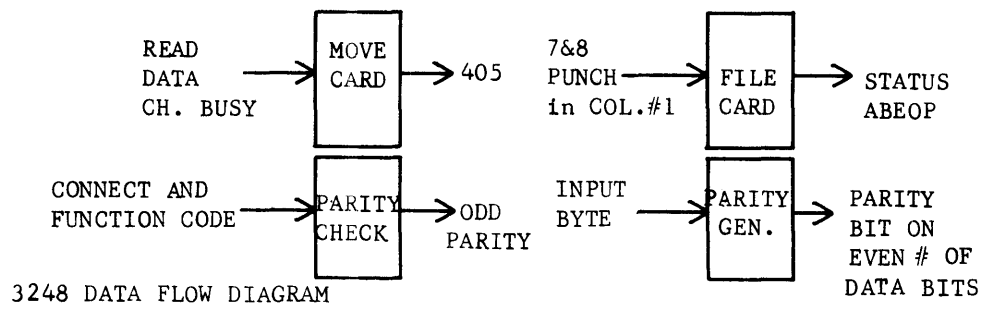 READ
DATA
CH. BUSY
MOVE
CARD
405
7&8
PUNCH
in COL.#1
FILE
CARD
STATUS
ABEOP
CONNECT AND
FUNCTION CODE
PARITY
CHECK
ODD
PARITY
INPUT
BYTE
PARITY
GEN.
PARITY
BIT ON
EVEN # OF
DATA BITS
3248 DATA FLOW DIAGRAM